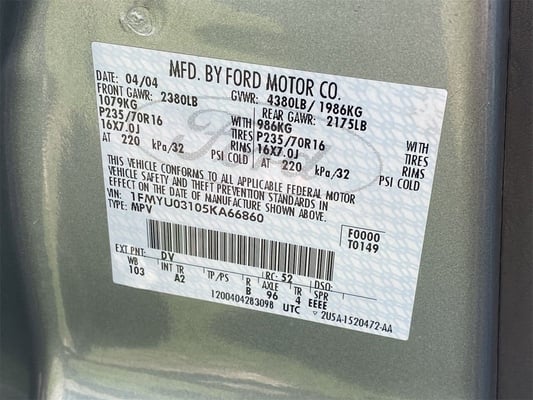 MFD. BY FORD MOTOR CO.
DATE: 04/04 GVWR: 4380LB/ 1986KG
FRONT GAWR: 2380LB REAR GAWR: 2175LB
1079KG WITH 986KG WITH
P235/70R16 TIRES P235/70R16 TIRES
16X7.0J RIMS 16X7.0J RIMS
AT 220 kPa/32 PSI COLD AT 220 kPa/32 PSI COLD
THIS VEHICLE CONFORMS TO ALL APPLICABLE FEDERAL MOTOR
VEHICLE SAFETY AND THEFT PREVENTION STANDARDS IN
EFFECT ON THE DATE OF MANUFACTURE SHOWN ABOVE.
VIN: 1FMYU03105KA66860
TYPE: MPV
F0000
T0149
EXT PNT: DV RC: 52 DSO:
WB INT TR TP/PS R AXLE TR SPR
103 A2 B 96 4 EEEE
1200404283098 UTC 2U5A-1520472-AA
Ford